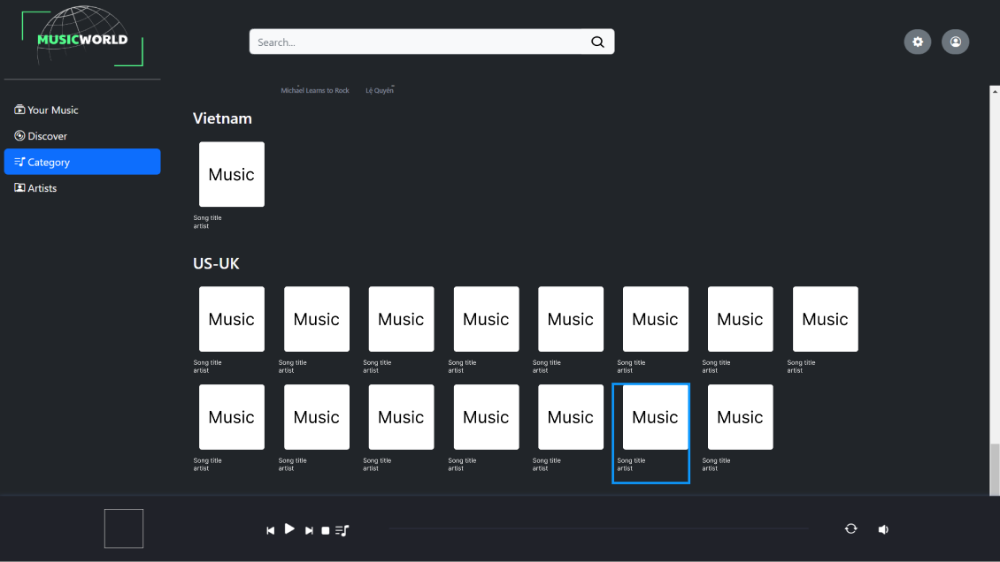 MUSICWORLD
Search...
Your Music
Discover
Category
Artists
Michael Learns to Rock Lệ Quyên
Vietnam
Music
Song title
artist
US-UK
Music Music Music Music Music Music Music Music
Song title Song title Song title Song title Song title Song title Song title Song title
artist artist artist artist artist artist artist artist
Music Music Music Music Music Music Music
Song title Song title Song title Song title Song title Song title Song title
artist artist artist artist artist artist artist